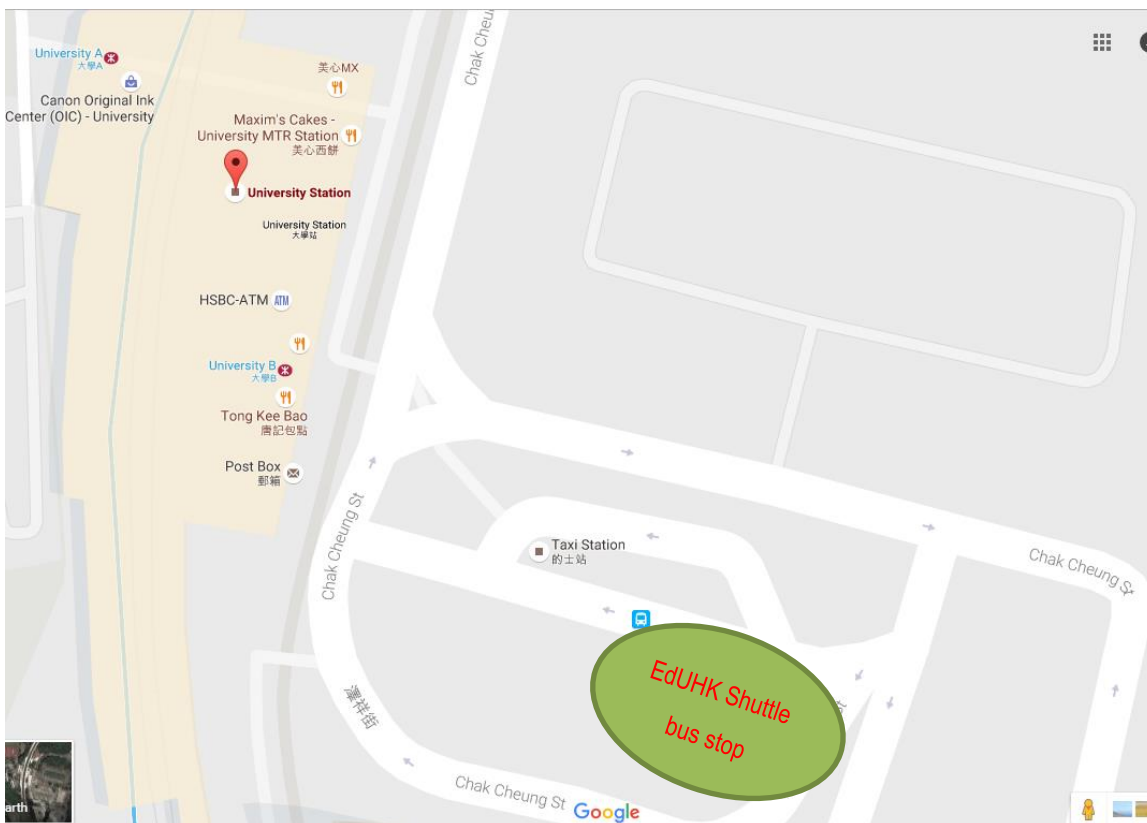 Chak Cheu
University A
大學A
Canon Original Ink
Center (OIC) - University
美心MX
Maxim's Cakes -
University MTR Station
美心西餅
University Station
University Station
大學站
HSBC-ATM
ATM
University B
大學B
Tong Kee Bao
唐記包點
Post Box
郵箱
Chak Cheung St
Taxi Station
的士站
Chak Cheung S
EdUHK Shuttle
bus stop
澤祥街
Chak Cheung St
Google
arth